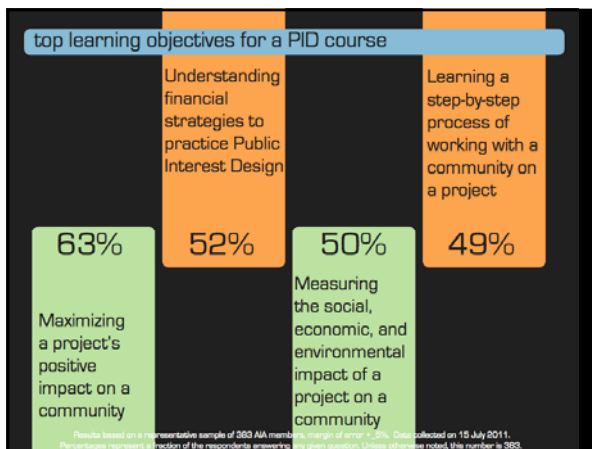 top learning objectives for a PID course
Understanding
financial
strategies to
practice Public
Interest Design
Learning a
step-by-step
process of
working with a
community on
a project
63%
52%
50%
49%
Maximizing
a project's
positive
impact on a
community
Measuring
the social,
economic, and
environmental
impact of a
project on a
community
Results based on a representative sample of 383 AIA members, margin of error +_5%. Data collected on 15 July 2011.
Percentages represent a fraction of the respondents answering any given question. Unless otherwise noted, this number is 383.